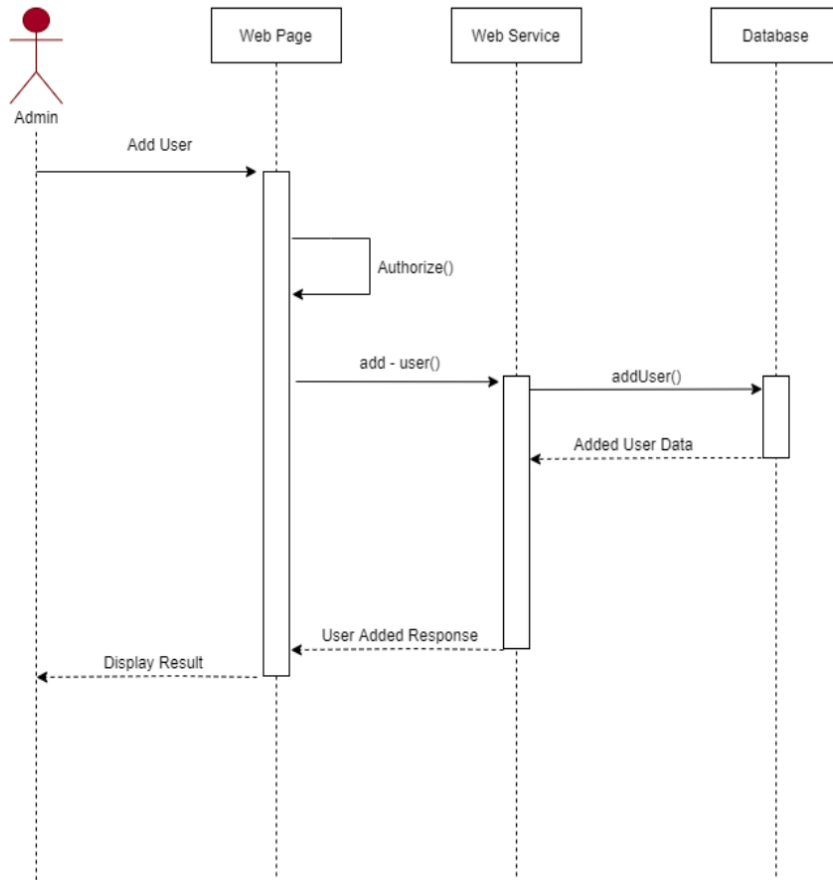 Web Page
Web Service
Database
Admin
Add User
Authorize()
add - user()
addUser()
Added User Data
User Added Response
Display Result